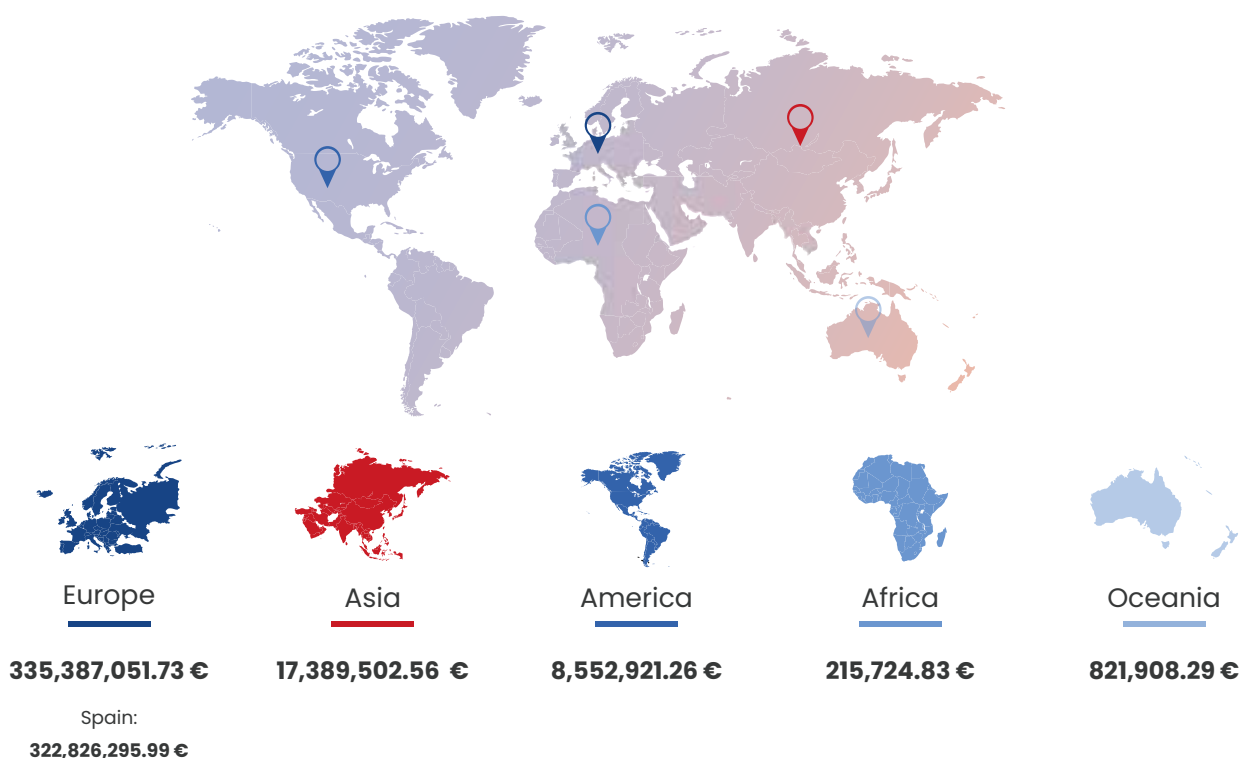 Europe
Asia
America
Africa
Oceania
335,387,051.73 €
17,389,502.56 €
8,552,921.26 €
215,724.83 €
821,908.29 €
Spain:
322,826,295.99 €